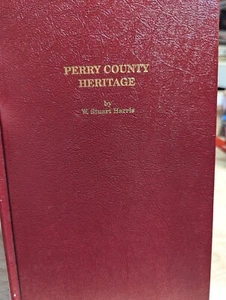 PERRY COUNTY
HERITAGE
by
W. Stuart Harris